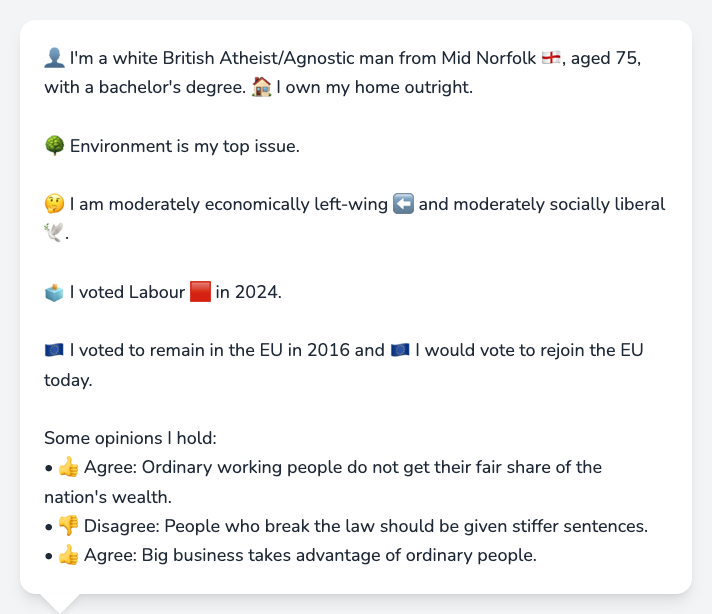 👤 I'm a white British Atheist/Agnostic man from Mid Norfolk 🏴󠁧󠁢󠁥󠁮󠁧󠁿, aged 75,
with a bachelor's degree. 🏠 I own my home outright.
🌳 Environment is my top issue.
🤔 I am moderately economically left-wing ⬅️ and moderately socially liberal
🕊️.
🗳️ I voted Labour 🟥 in 2024.
🇪🇺 I voted to remain in the EU in 2016 and 🇪🇺 I would vote to rejoin the EU
today.
Some opinions I hold:
• 👍 Agree: Ordinary working people do not get their fair share of the
nation's wealth.
• 👎 Disagree: People who break the law should be given stiffer sentences.
• 👍 Agree: Big business takes advantage of ordinary people.